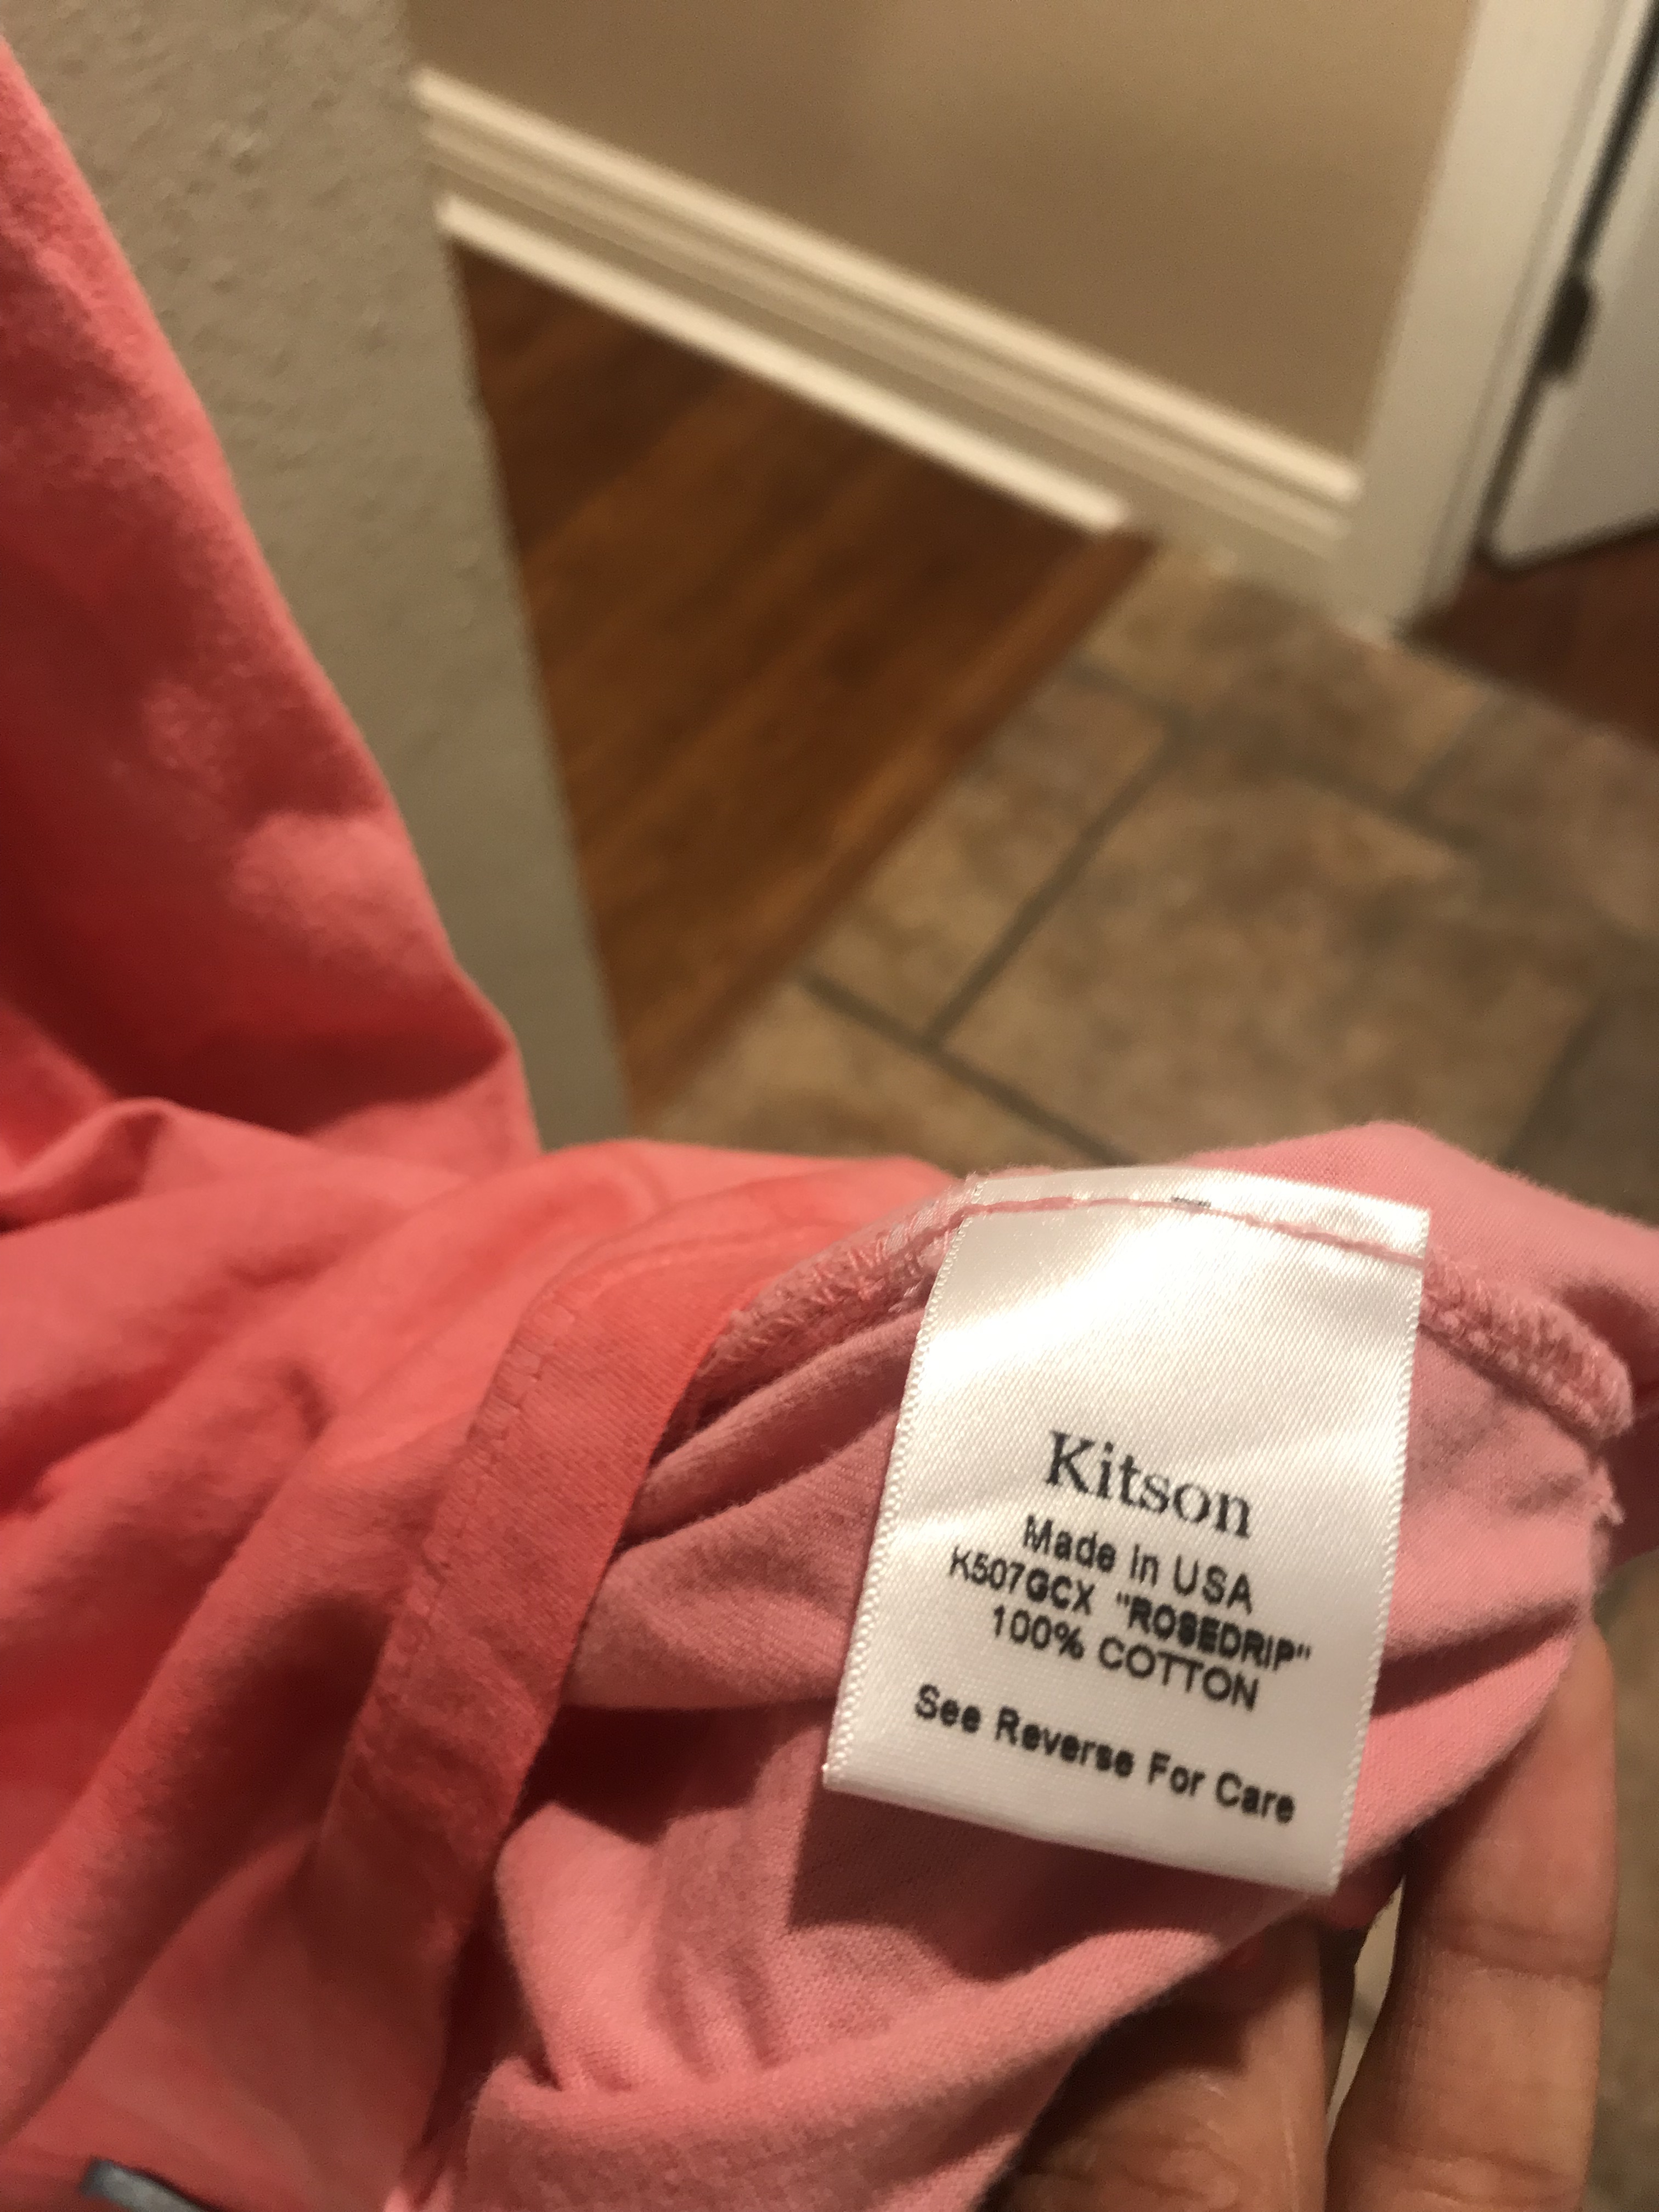 Kitson
Made In USA
K507GCX "ROSEDRIP"
100% COTTON
See Reverse For Care